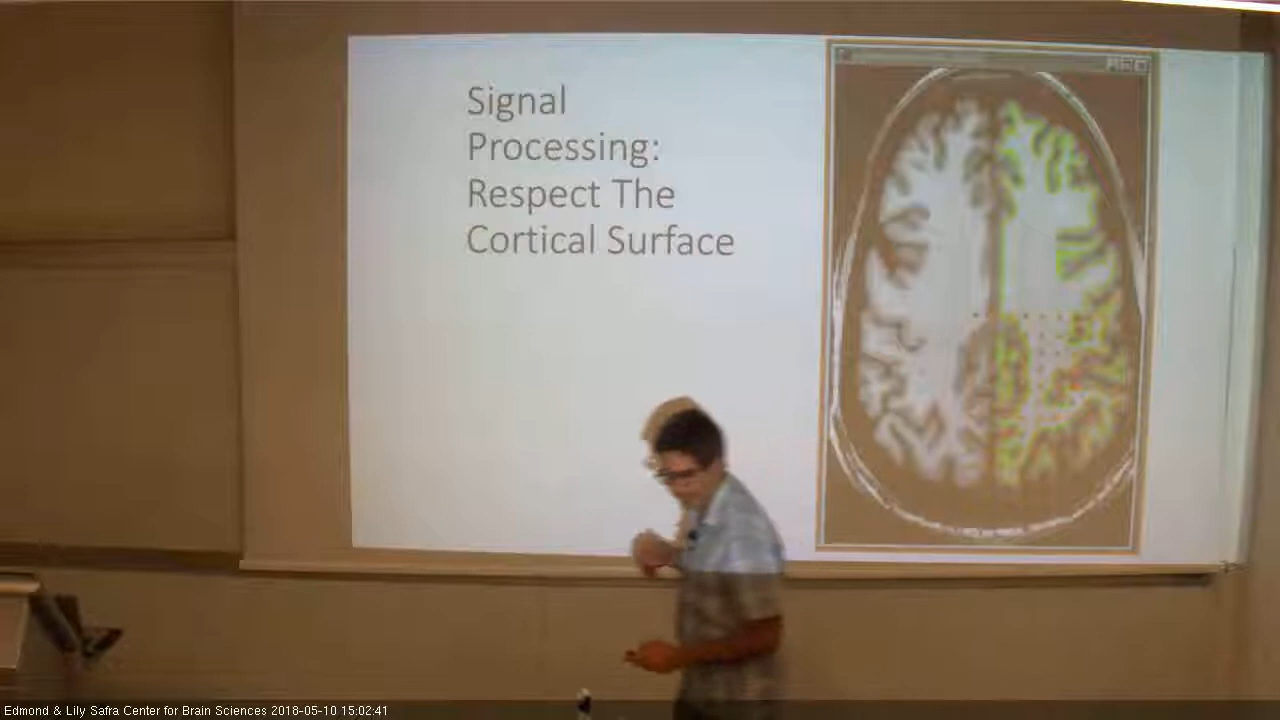 Signal
Processing:
Respect The
Cortical Surface
Edmond & Lily Safra Center for Brain Sciences 2018-05-10 15:02:41